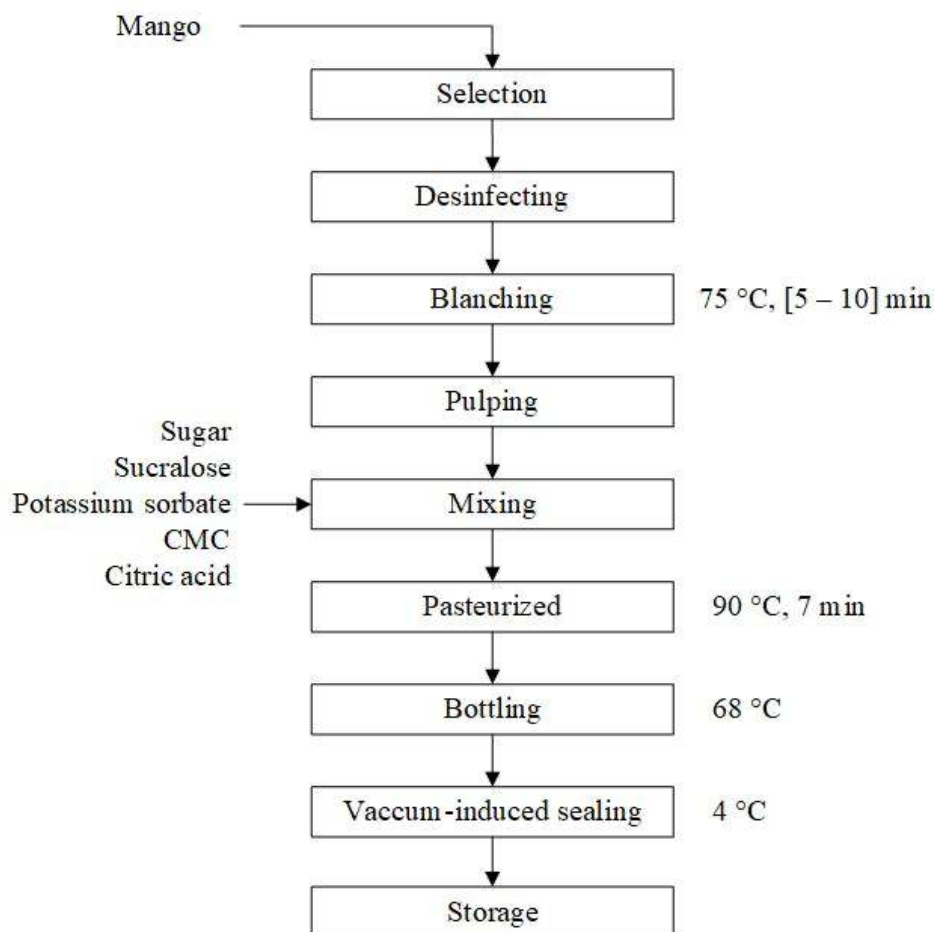 Mango
Selection
Desinfecting
Blanching
75 °C, [5 – 10] min
Pulping
Sugar
Sucralose
Potassium sorbate
CMC
Citric acid
Mixing
Pasteurized
90 °C, 7 min
Bottling
68 °C
Vaccum-induced sealing
4 °C
Storage